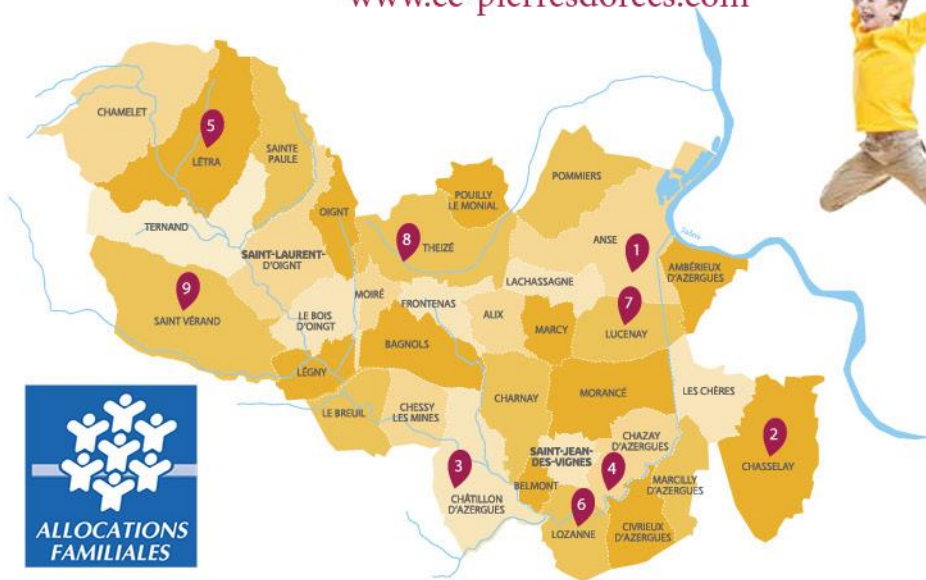 www.cc-pierresdorees.com
CHAMELET
5
LÉTRA
SAINTE
PAULE
OIGNT
POUILLY
LE MONIAL
POMMIERS
TERNAND
SAINT-LAURENT-
D'OIGNT
8
THEIZÉ
ANSE
1
Saône
AMBÉRIEUX
D'AZERGUES
9
SAINT VÉRAND
MOIRÉ
LACHASSAGNE
FRONTENAS
7
LUCENAY
LE BOIS
D'OINGT
ALIX
MARCY
BAGNOLS
LÉGNY
LE BREUIL
CHESSY
LES MINES
CHARNAY
MORANCÉ
LES CHÈRES
2
CHASSELAY
3
CHÂTILLON
D'AZERGUES
SAINT-JEAN-
DES-VIGNES
CHAZAY
D'AZERGUES
4
BELMONT
MARCILLY
D'AZERGUES
6
LOZANNE
CIVRIEUX
D'AZERGUES
ALLOCATIONS
FAMILIALES